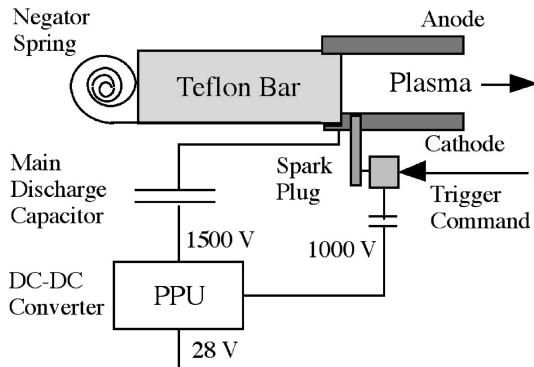 Negator
Spring
Anode
Teflon Bar
Plasma
Cathode
Main
Discharge
Capacitor
Spark
Plug
Trigger
Command
1500 V
1000 V
DC-DC
Converter
PPU
28 V